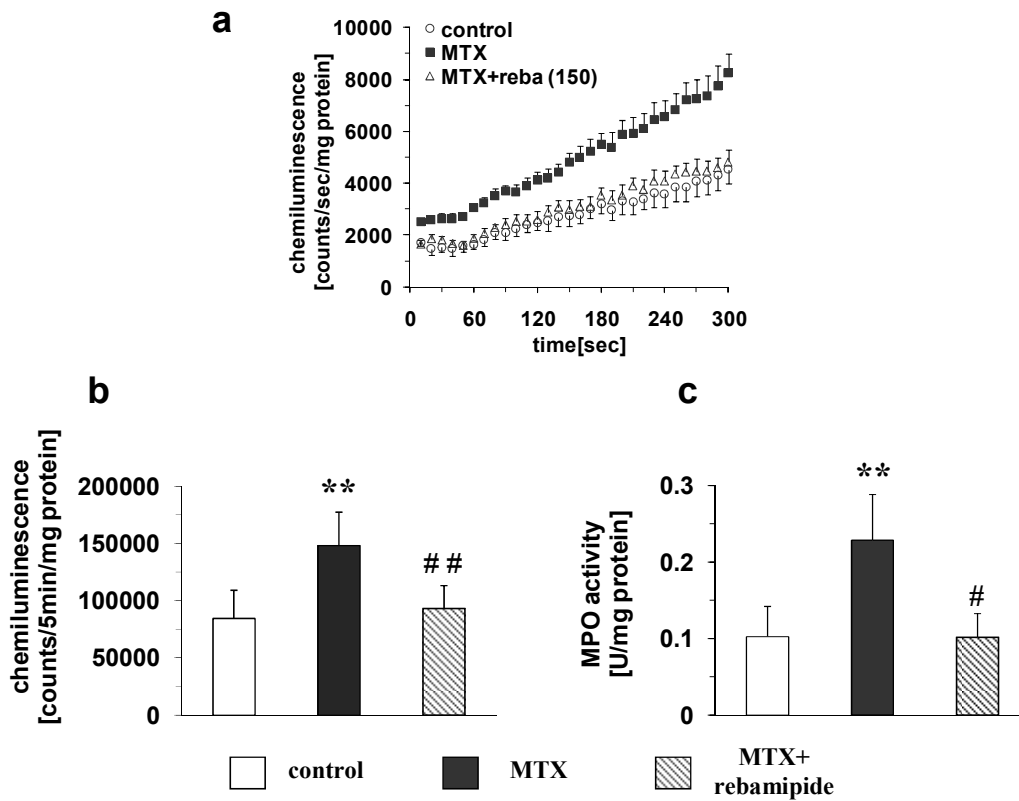 a
control
MTX
MTX+reba (150)
chemiluminescence
[counts/sec/mg protein]
10000
8000
6000
4000
2000
0
0 60 120 180 240 300
time[sec]
b
chemiluminescence
[counts/5min/mg protein]
200000
150000
100000
50000
0
**
##
c
MPO activity
[U/mg protein]
0.3
0.2
0.1
0
**
#
control
MTX
MTX+
rebamipide